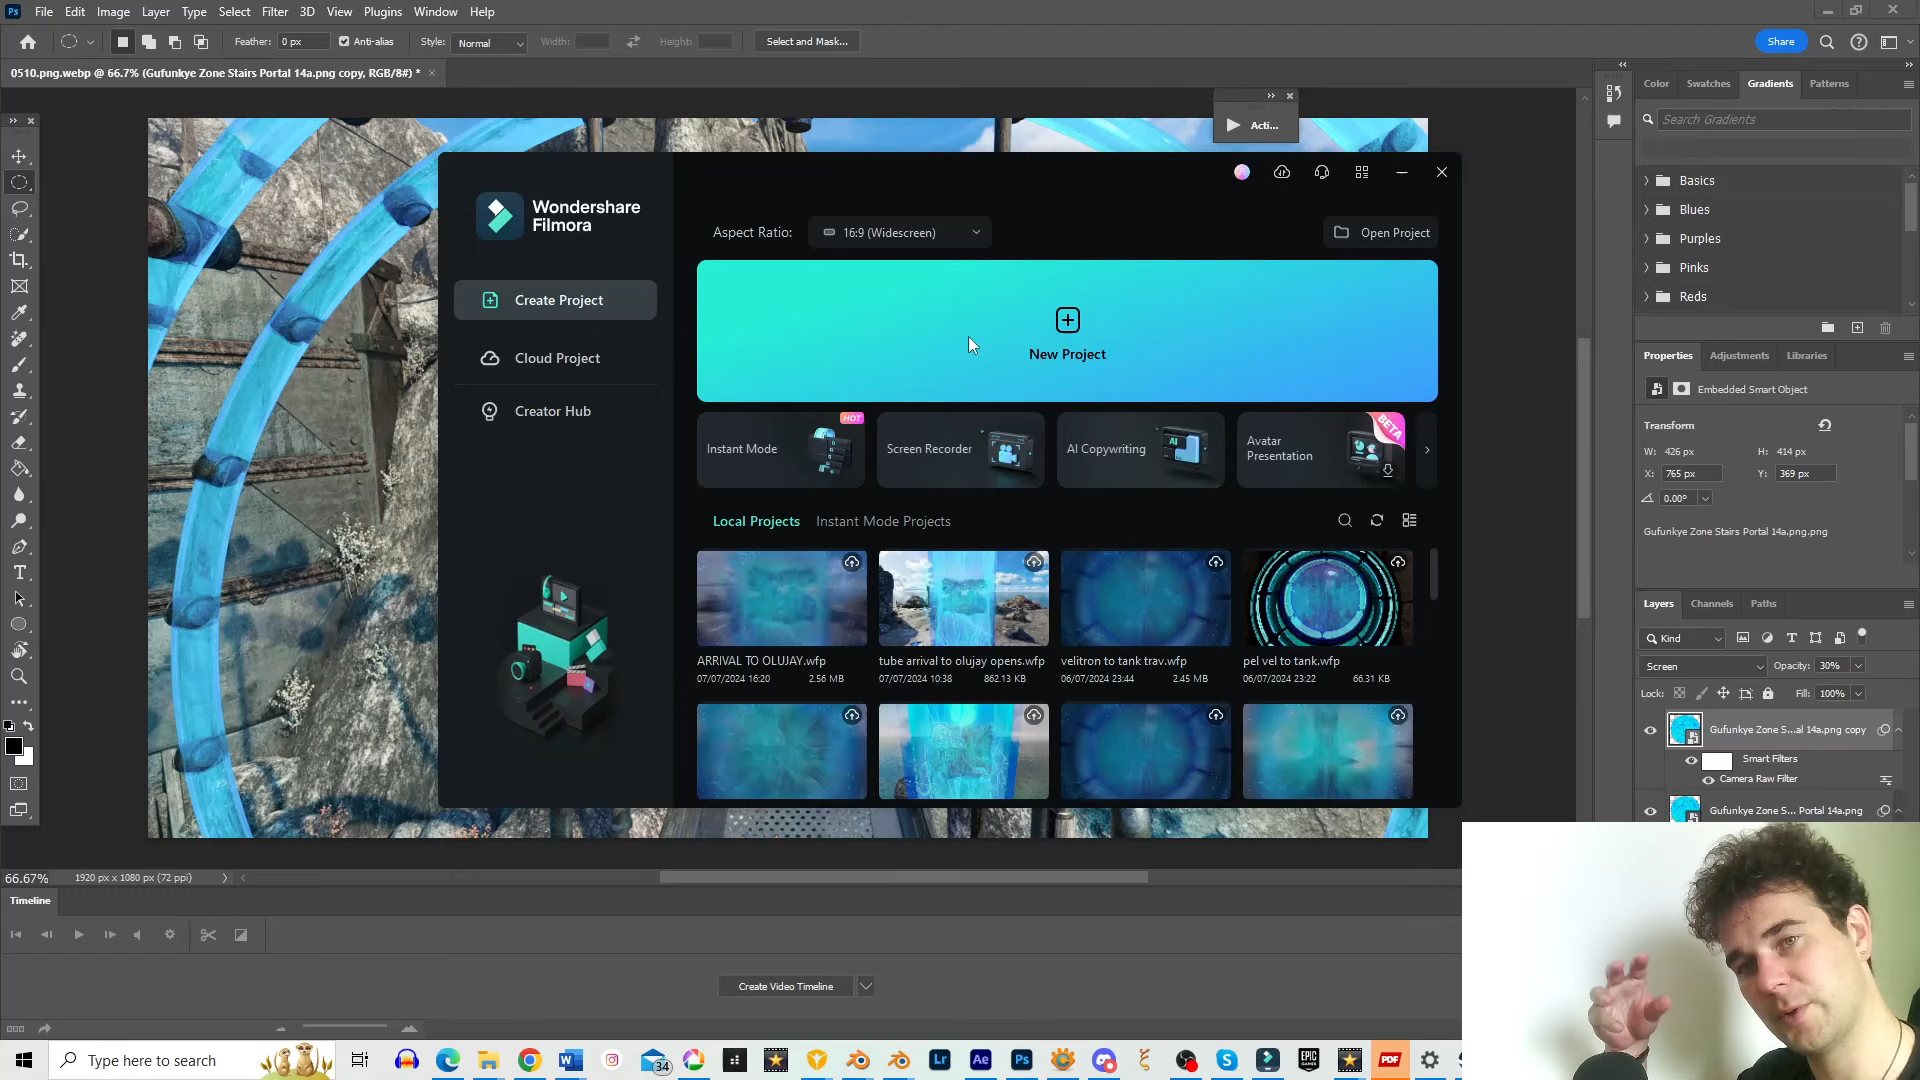 Ps File Edit Image Layer Type Select Filter 3D View Plugins Window Help
Feather: 0 px Anti-alias Style: Normal Width: Height: Select and Mask... Share
0510.png.webp @ 66.7% (Gufunkye Zone Stairs Portal 14a.png copy, RGB/8#) *
Acti...
Wondershare
Filmora
Create Project
Cloud Project
Creator Hub
Aspect Ratio: 16:9 (Widescreen) Open Project
New Project
Instant Mode HOT
Screen Recorder
AI Copywriting AI
Avatar
Presentation
BETA
Local Projects Instant Mode Projects
ARRIVAL TO OLUJAY.wfp
07/07/2024 16:20 2.56 MB
tube arrival to olujay opens.wfp
07/07/2024 10:38 862.13 KB
velitron to tank trav.wfp
06/07/2024 23:44 2.45 MB
pel vel to tank.wfp
06/07/2024 23:22 66.31 KB
Color Swatches Gradients Patterns
Search Gradients
Basics
Blues
Purples
Pinks
Reds
Properties Adjustments Libraries
Embedded Smart Object
Transform
W: 426 px H: 414 px
X: 765 px Y: 369 px
0.00°
Gufunkye Zone Stairs Portal 14a.png.png
Layers Channels Paths
Kind
Screen Opacity: 30%
Lock: Fill: 100%
Gufunkye Zone S...al 14a.png copy
Smart Filters
Camera Raw Filter
Gufunkye Zone S... Portal 14a.png
66.67% 1920 px x 1080 px (72 ppi)
Timeline
Create Video Timeline
Type here to search
34
Lr Ae Ps
EPIC
GAMES
PDF